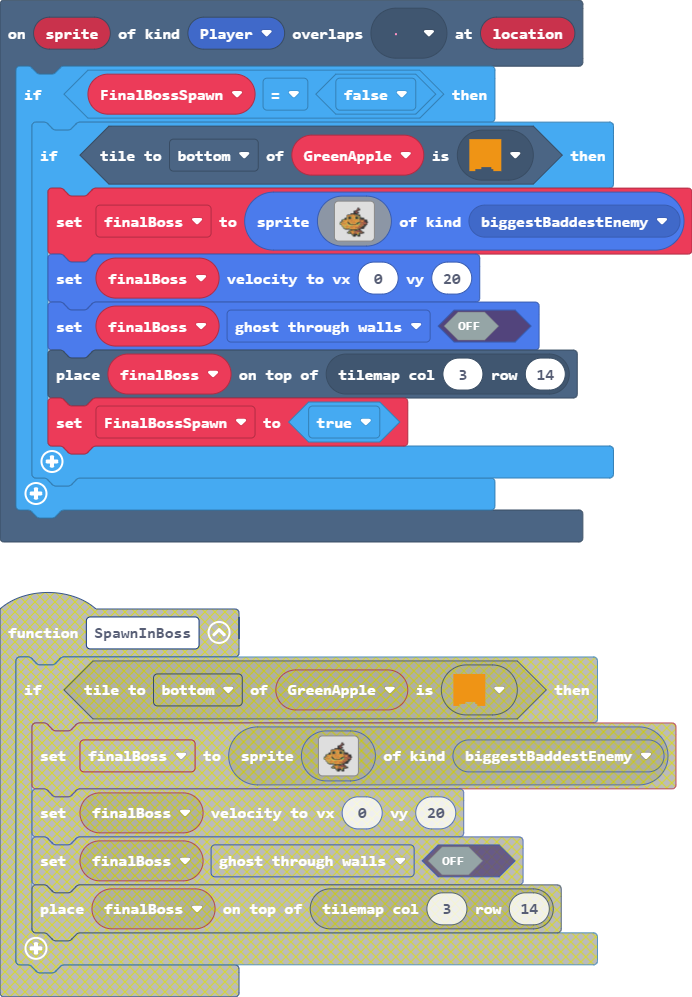 on sprite of kind Player overlaps at location
if FinalBossSpawn = false then
if tile to bottom of GreenApple is then
set finalBoss to sprite of kind biggestBaddestEnemy
set finalBoss velocity to vx 0 vy 20
set finalBoss ghost through walls OFF
place finalBoss on top of tilemap col 3 row 14
set FinalBossSpawn to true
function SpawnInBoss
if tile to bottom of GreenApple is then
set finalBoss to sprite of kind biggestBaddestEnemy
set finalBoss velocity to vx 0 vy 20
set finalBoss ghost through walls OFF
place finalBoss on top of tilemap col 3 row 14